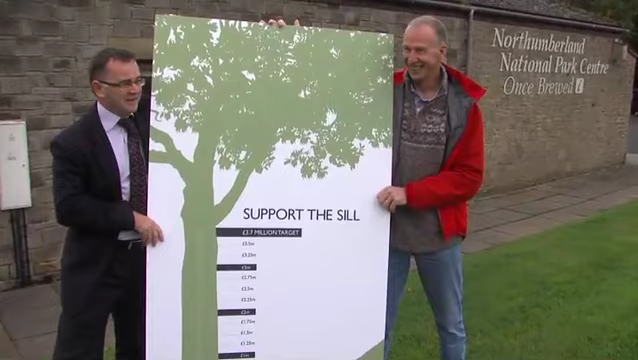 Northumberland
National Park Centre
Once Brewed i
SUPPORT THE SILL
£3.7 MILLION TARGET
£3.5m
£3.25m
£3m
£2.75m
£2.5m
£2.25m
£2m
£1.75m
£1.5m
£1.25m
£1m